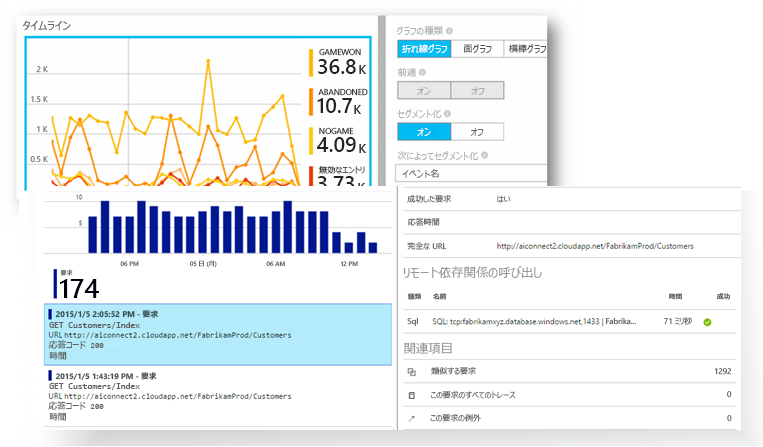 タイムライン
2 K
1.5 K
1 K
0.5 K
GAMEWON
36.8 K
ABANDONED
10.7 K
NOGAME
4.09 K
無効なエントリ
3.73 K
グラフの種類
折れ線グラフ 面グラフ 横棒グラフ
前週
オン オフ
セグメント化
オン オフ
次によってセグメント化
イベント名
10
06 PM 05 日 (月) 06 AM 12 PM
要求
174
2015/1/5 2:05:52 PM - 要求
GET Customers/Index
URL http://aiconnect2.cloudapp.net/FabrikamProd/Customers
応答コード 200
時間
2015/1/5 1:43:19 PM - 要求
GET Customers/Index
URL http://aiconnect2.cloudapp.net/FabrikamProd/Customers
応答コード 200
時間
成功した要求 はい
応答時間
完全な URL http://aiconnect2.cloudapp.net/FabrikamProd/Customers
リモート依存関係の呼び出し
種類 名前 時間 成功
Sql SQL: tcp:fabrikamxyz.database.windows.net,1433 | Fabrika... 71 ミリ秒
関連項目
類似する要求 1292
この要求のすべてのトレース 0
この要求の例外 0